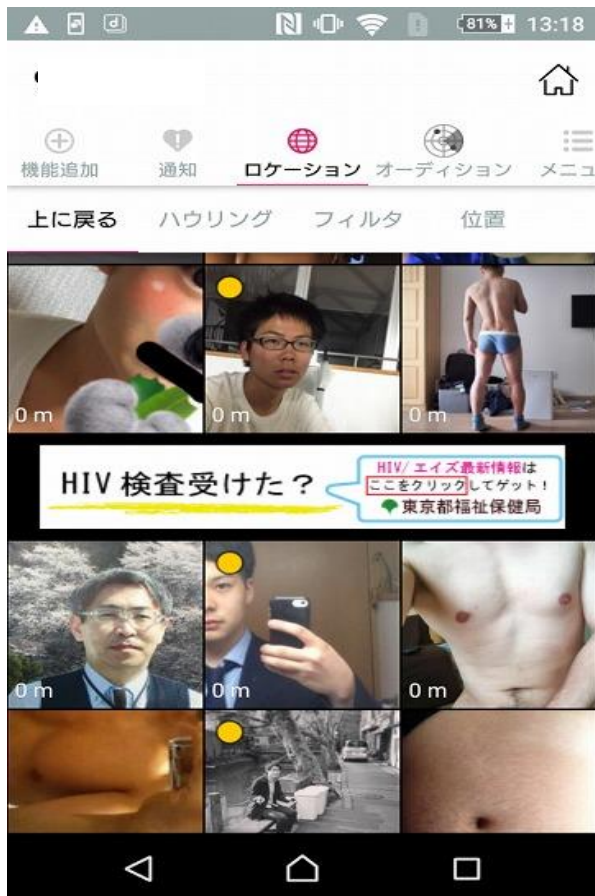 81%
13:18
機能追加
通知
ロケーション
オーディション
メニュ
上に戻る
ハウリング
フィルタ
位置
0 m
0 m
0 m
HIV 検査受けた？
HIV/エイズ最新情報は
ここをクリックしてゲット！
東京都福祉保健局
0 m
0 m
0 m